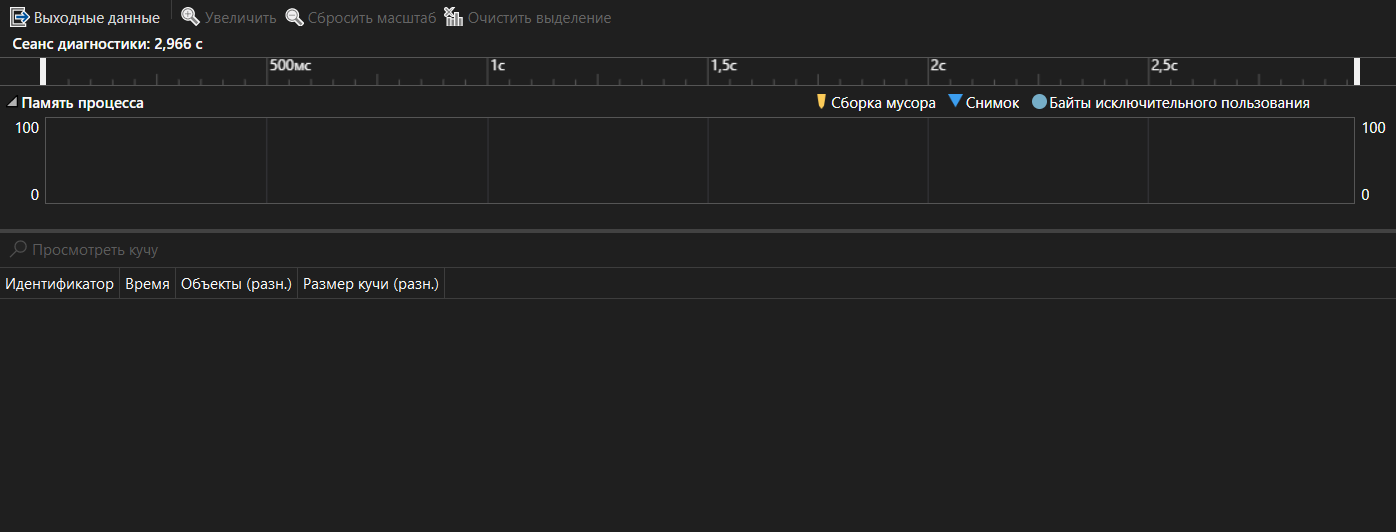 Выходные данные Увеличить Сбросить масштаб Очистить выделение
Сеанс диагностики: 2,966 с
500мс 1с 1,5с 2с 2,5с
Память процесса Сборка мусора Снимок Байты исключительного пользования
100 100
0 0
Просмотреть кучу
Идентификатор Время Объекты (разн.) Размер кучи (разн.)